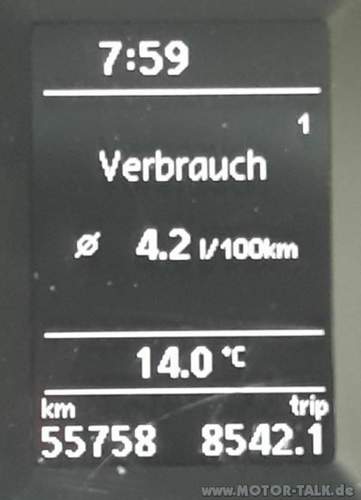 7:59
1
Verbrauch
ø 4.2 l/100km
14.0 °C
km trip
55758 8542.1
www.MOTOR-TALK.de